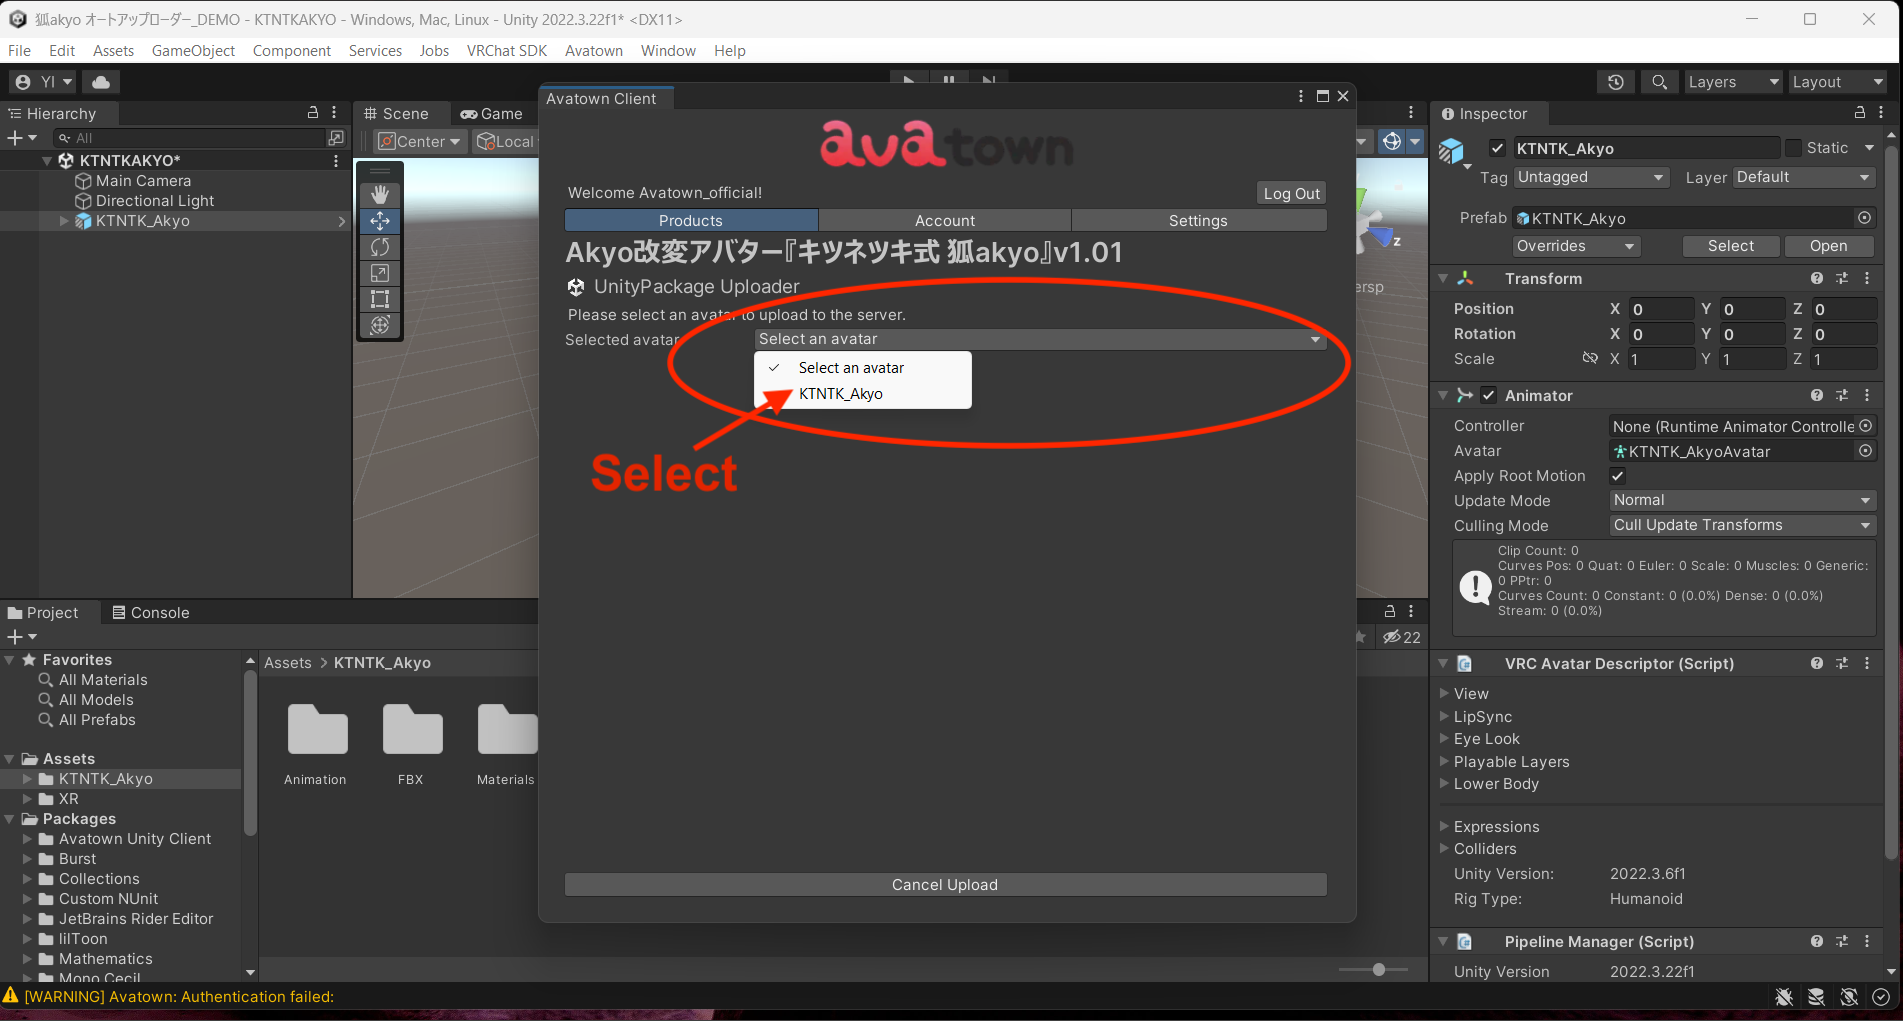 狐akyo オートアップローダー_DEMO - KTNTKAKYO - Windows, Mac, Linux - Unity 2022.3.22f1* <DX11>
File Edit Assets GameObject Component Services Jobs VRChat SDK Avatown Window Help
YI
Layers
Layout
Hierarchy
All
KTNTKAKYO*
Main Camera
Directional Light
KTNTK_Akyo
Scene
Game
Center
Local
z
ersp
Avatown Client
avatown
Welcome Avatown_official!
Log Out
Products
Account
Settings
Akyo改変アバター『キツネツキ式 狐akyo』v1.01
UnityPackage Uploader
Please select an avatar to upload to the server.
Selected avatar
Select an avatar
Select an avatar
KTNTK_Akyo
Select
Cancel Upload
Inspector
KTNTK_Akyo
Static
Tag
Untagged
Layer
Default
Prefab
KTNTK_Akyo
Overrides
Select
Open
Transform
Position X 0 Y 0 Z 0
Rotation X 0 Y 0 Z 0
Scale X 1 Y 1 Z 1
Animator
Controller None (Runtime Animator Controlle
Avatar KTNTK_AkyoAvatar
Apply Root Motion
Update Mode Normal
Culling Mode Cull Update Transforms
Clip Count: 0
Curves Pos: 0 Quat: 0 Euler: 0 Scale: 0 Muscles: 0 Generic:
0 PPtr: 0
Curves Count: 0 Constant: 0 (0.0%) Dense: 0 (0.0%)
Stream: 0 (0.0%)
VRC Avatar Descriptor (Script)
View
LipSync
Eye Look
Playable Layers
Lower Body
Expressions
Colliders
Unity Version: 2022.3.6f1
Rig Type: Humanoid
Pipeline Manager (Script)
Unity Version 2022.3.22f1
Project
Console
22
Favorites
All Materials
All Models
All Prefabs
Assets
KTNTK_Akyo
XR
Packages
Avatown Unity Client
Burst
Collections
Custom NUnit
JetBrains Rider Editor
lilToon
Mathematics
Mono Cecil
Assets > KTNTK_Akyo
Animation
FBX
Materials
[WARNING] Avatown: Authentication failed: